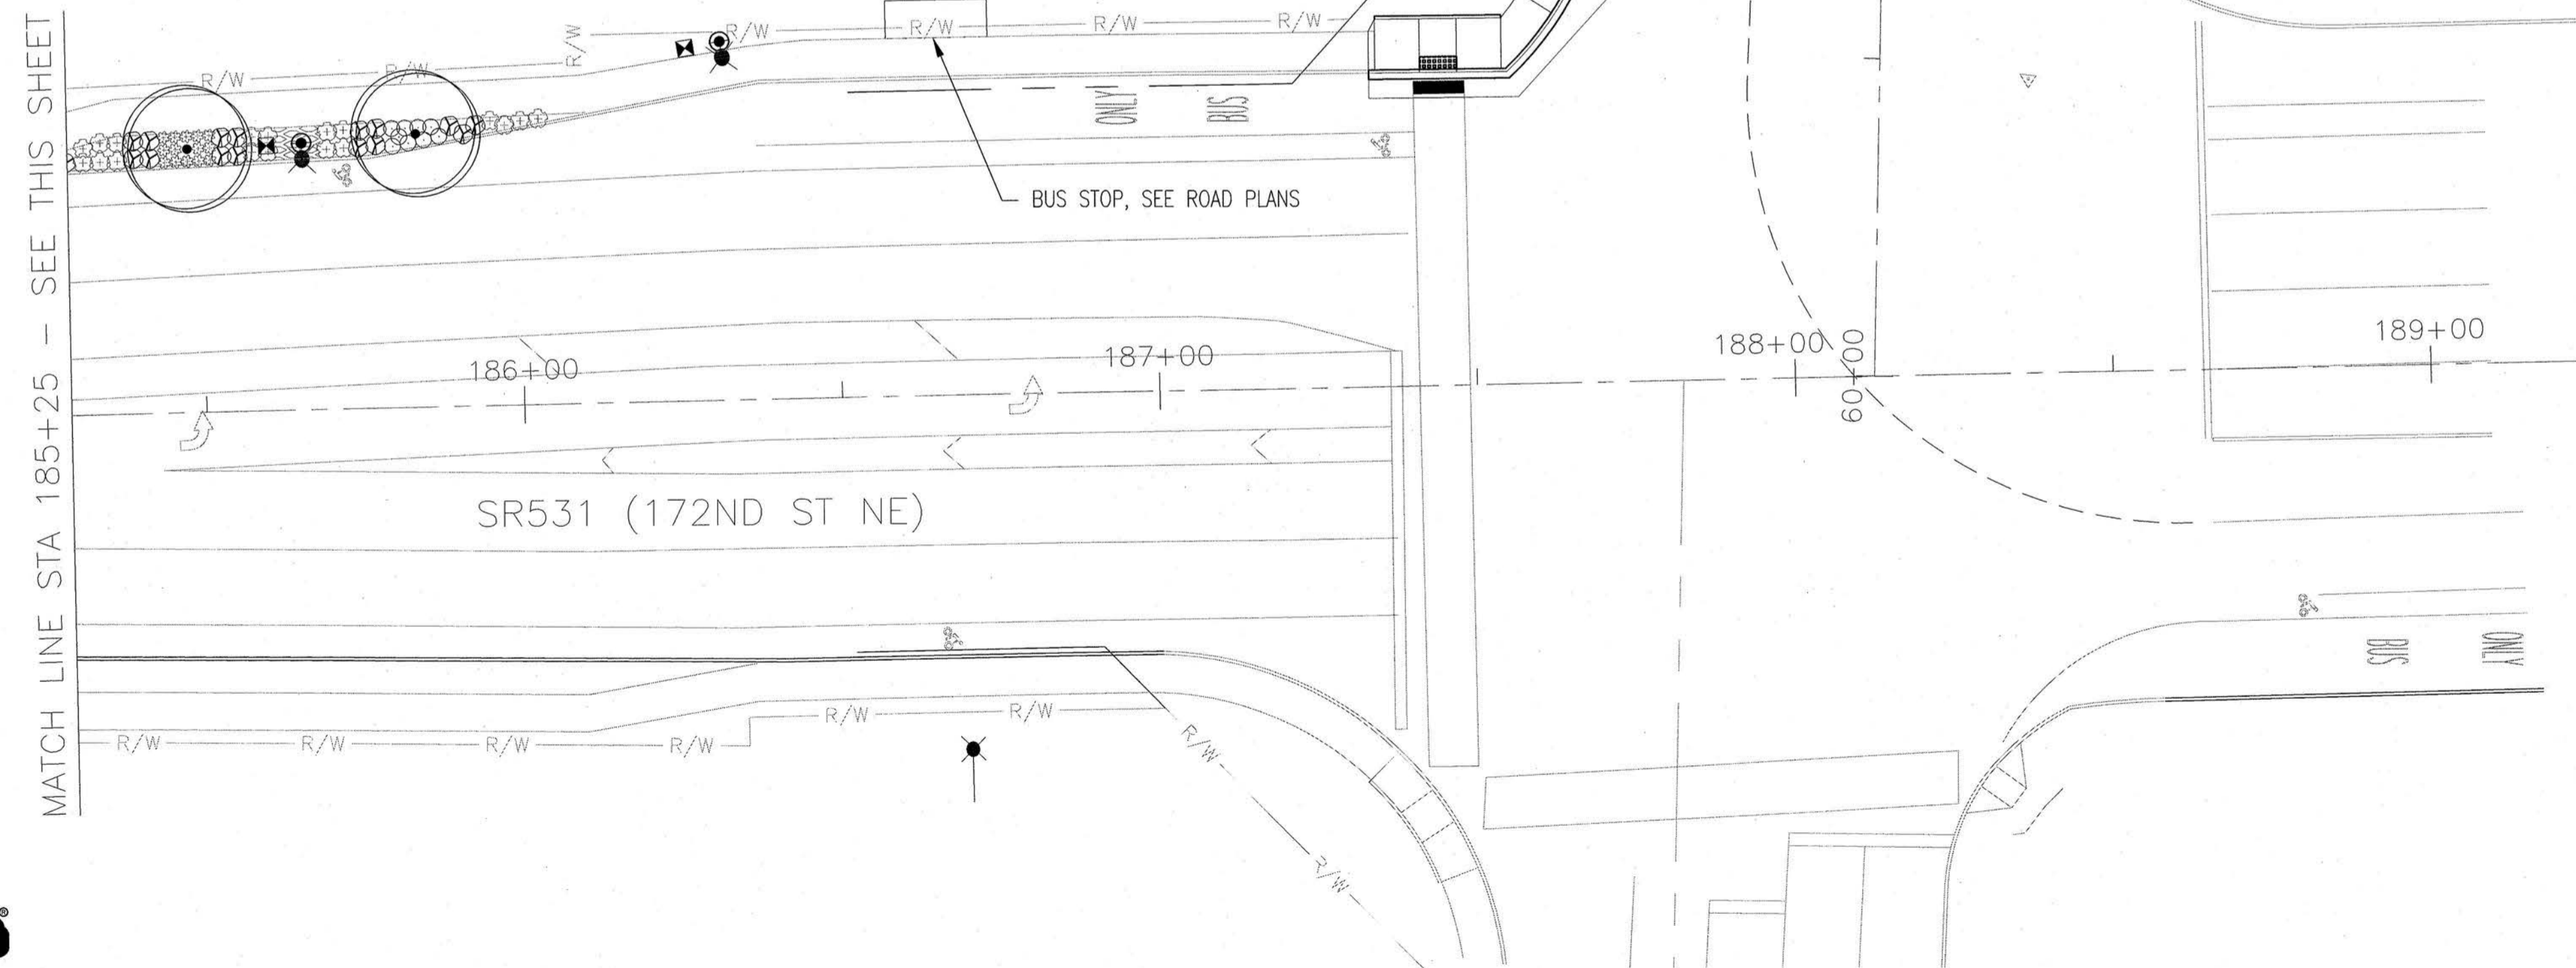 MATCH LINE STA 185+25 - SEE THIS SHEET
R/W
R/W
R/W
R/W
R/W
R/W
R/W
ONLY
BUS
BUS STOP, SEE ROAD PLANS
186+00
187+00
188+00
60+00
189+00
SR531 (172ND ST NE)
BUS
ONLY
R/W
R/W
R/W
R/W
R/W
R/W
R/W
R/W
®